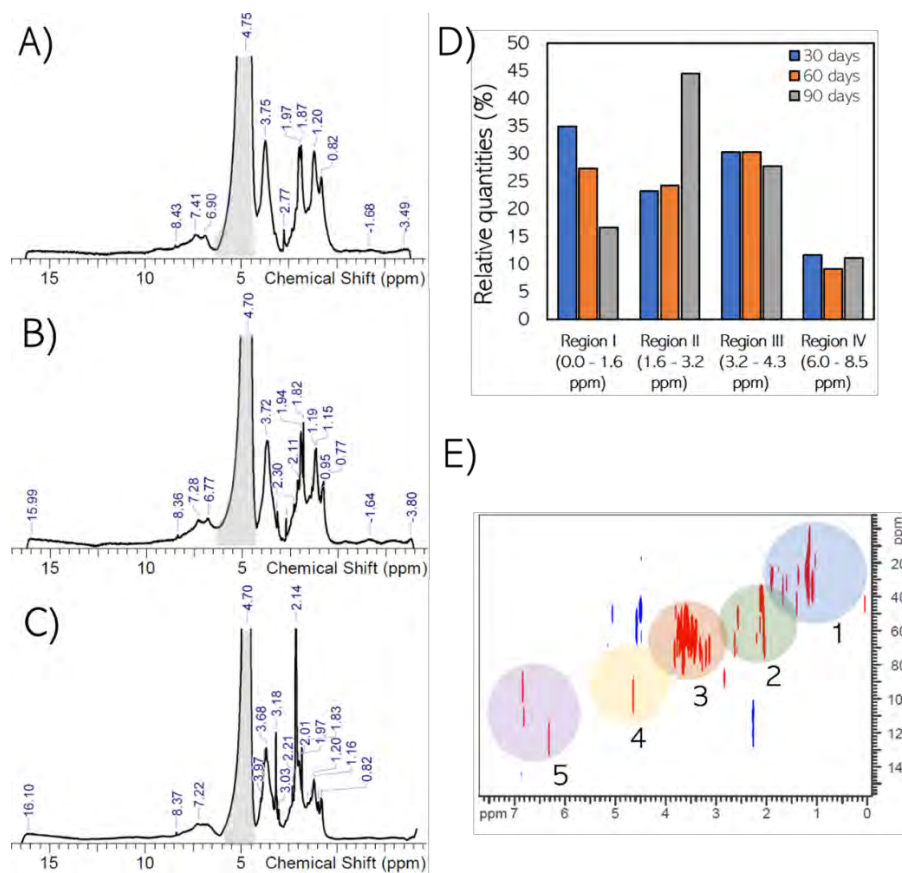 A)
4.75
3.75
1.97
1.87
1.20
0.82
2.77
8.43
7.41
6.90
-1.68
-3.49
15
10
5
Chemical Shift (ppm)
B)
4.70
3.72
1.94
1.82
1.19
1.15
2.30
2.11
0.95
0.77
15.99
8.36
7.28
6.77
-1.64
-3.80
15
10
5
Chemical Shift (ppm)
C)
4.70
2.14
3.97
3.68
3.18
3.03
2.21
2.01
1.97
1.83
1.20
1.16
0.82
16.10
8.37
7.22
15
10
5
Chemical Shift (ppm)
D)
Relative quantities (%)
50
45
40
35
30
25
20
15
10
5
0
30 days
60 days
90 days
Region I
(0.0 - 1.6
ppm)
Region II
(1.6 - 3.2
ppm)
Region III
(3.2 - 4.3
ppm)
Region IV
(6.0 - 8.5
ppm)
E)
ppm
20
40
60
80
100
120
140
1
2
3
4
5
ppm 7 6 5 4 3 2 1 0